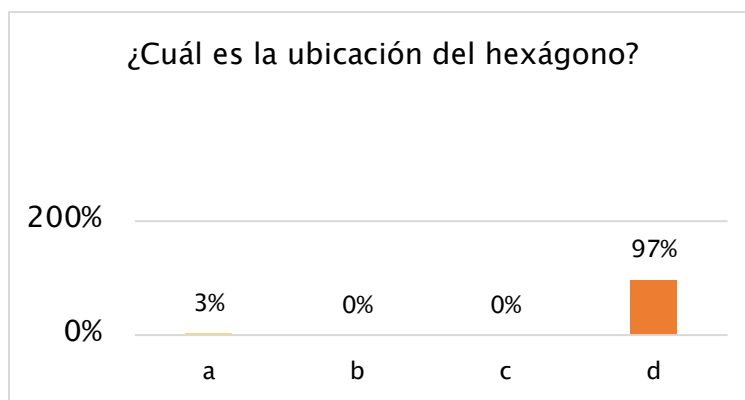 ¿Cuál es la ubicación del hexágono?
200%
97%
3%
0%
0%
0%
a
b
c
d